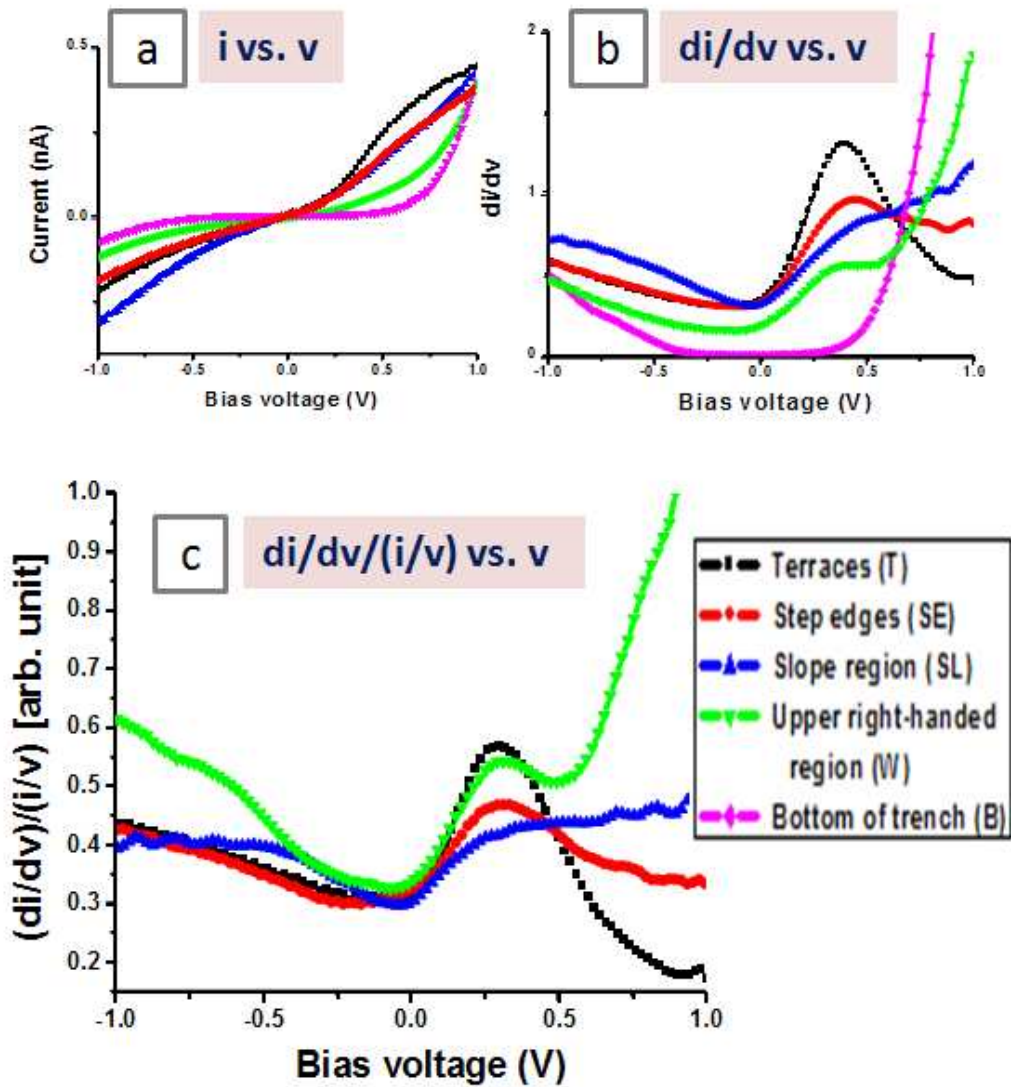 a
i vs. v
0.5
0.0
Current (nA)
-1.0
-0.5
0.0
0.5
1.0
Bias voltage (V)
b
di/dv vs. v
2
1
0
di/dv
-1.0
-0.5
0.0
0.5
1.0
Bias voltage (V)
c
di/dv/(i/v) vs. v
1.0
0.9
0.8
0.7
0.6
0.5
0.4
0.3
0.2
(di/dv)/(i/v) [arb. unit]
-1.0
-0.5
0.0
0.5
1.0
Bias voltage (V)
Terraces (T)
Step edges (SE)
Slope region (SL)
Upper right-handed
region (W)
Bottom of trench (B)